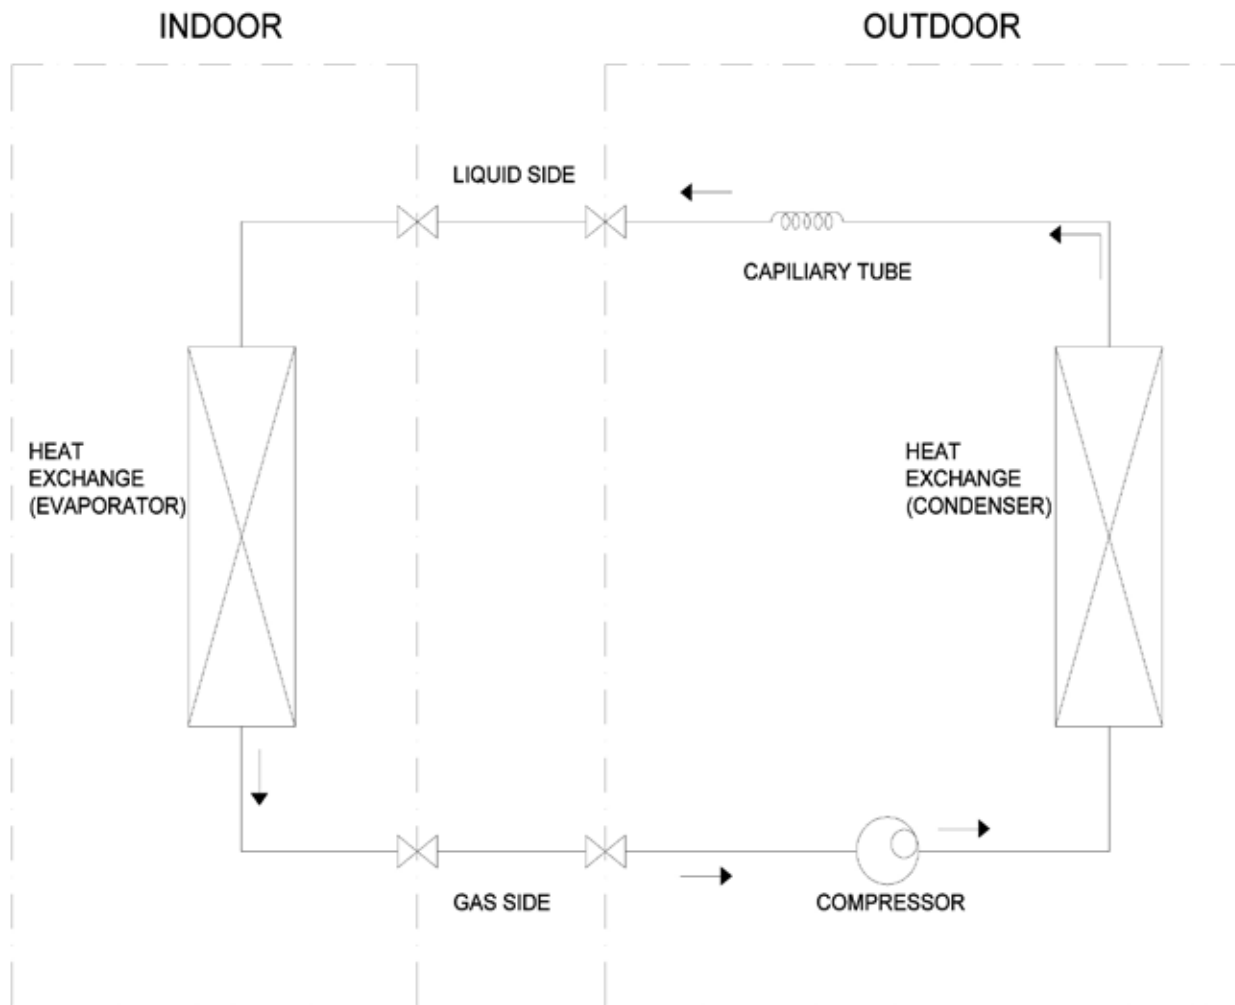 INDOOR
OUTDOOR
LIQUID SIDE
CAPILIARY TUBE
HEAT
EXCHANGE
(EVAPORATOR)
HEAT
EXCHANGE
(CONDENSER)
GAS SIDE
COMPRESSOR